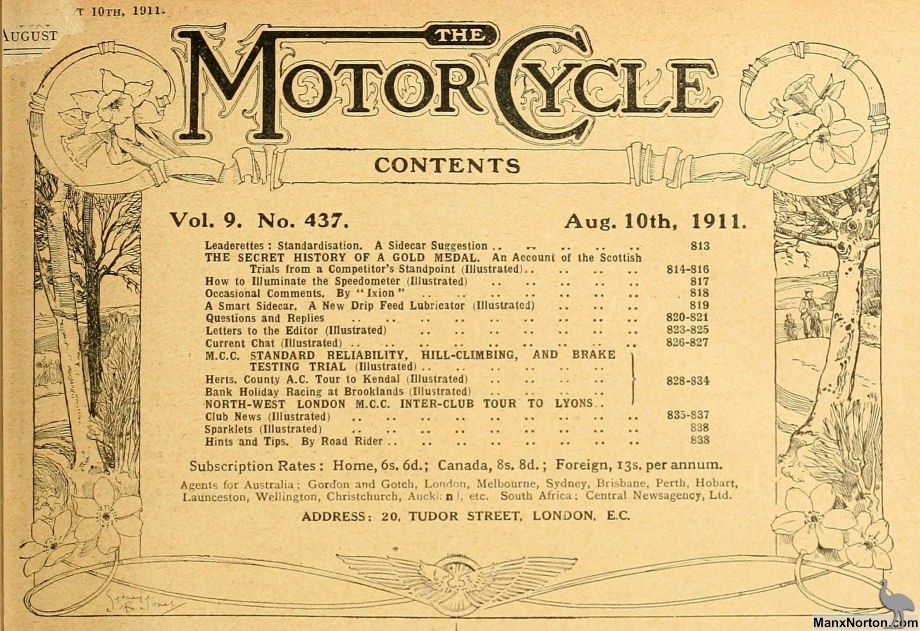 T 10TH, 1911.
AUGUST
THE
MOTOR CYCLE
CONTENTS
Vol. 9. No. 437. Aug. 10th, 1911.
Leaderettes : Standardisation. A Sidecar Suggestion .. .. .. .. .. 813
THE SECRET HISTORY OF A GOLD MEDAL. An Account of the Scottish
Trials from a Competitor's Standpoint (Illustrated).. .. .. .. .. 814-816
How to Illuminate the Speedometer (Illustrated) .. .. .. .. .. 817
Occasional Comments. By "Ixion" .. .. .. .. .. .. 818
A Smart Sidecar. A New Drip Feed Lubricator (Illustrated) .. .. .. 819
Questions and Replies .. .. .. .. .. .. .. .. 820-821
Letters to the Editor (Illustrated) .. .. .. .. .. .. 823-825
Current Chat (Illustrated) .. .. .. .. .. .. .. .. 826-827
M.C.C. STANDARD RELIABILITY, HILL-CLIMBING, AND BRAKE
TESTING TRIAL (Illustrated) .. .. .. .. .. ..
Herts. County A.C. Tour to Kendal (Illustrated) .. .. .. .. 828-834
Bank Holiday Racing at Brooklands (Illustrated) .. .. .. ..
NORTH-WEST LONDON M.C.C. INTER-CLUB TOUR TO LYONS..
Club News (Illustrated) .. .. .. .. .. .. .. .. 835-837
Sparklets (Illustrated) .. .. .. .. .. .. .. .. 838
Hints and Tips. By Road Rider .. .. .. .. .. .. .. 838
Subscription Rates : Home, 6s. 6d. ; Canada, 8s. 8d. ; Foreign, 13s. per annum.
Agents for Australia ; Gordon and Gotch, London, Melbourne, Sydney, Brisbane, Perth, Hobart,
Launceston, Wellington, Christchurch, etc. South Africa ; Central Newsagency, Ltd.
ADDRESS: 20, TUDOR STREET, LONDON, E.C.
ManxNorton.com